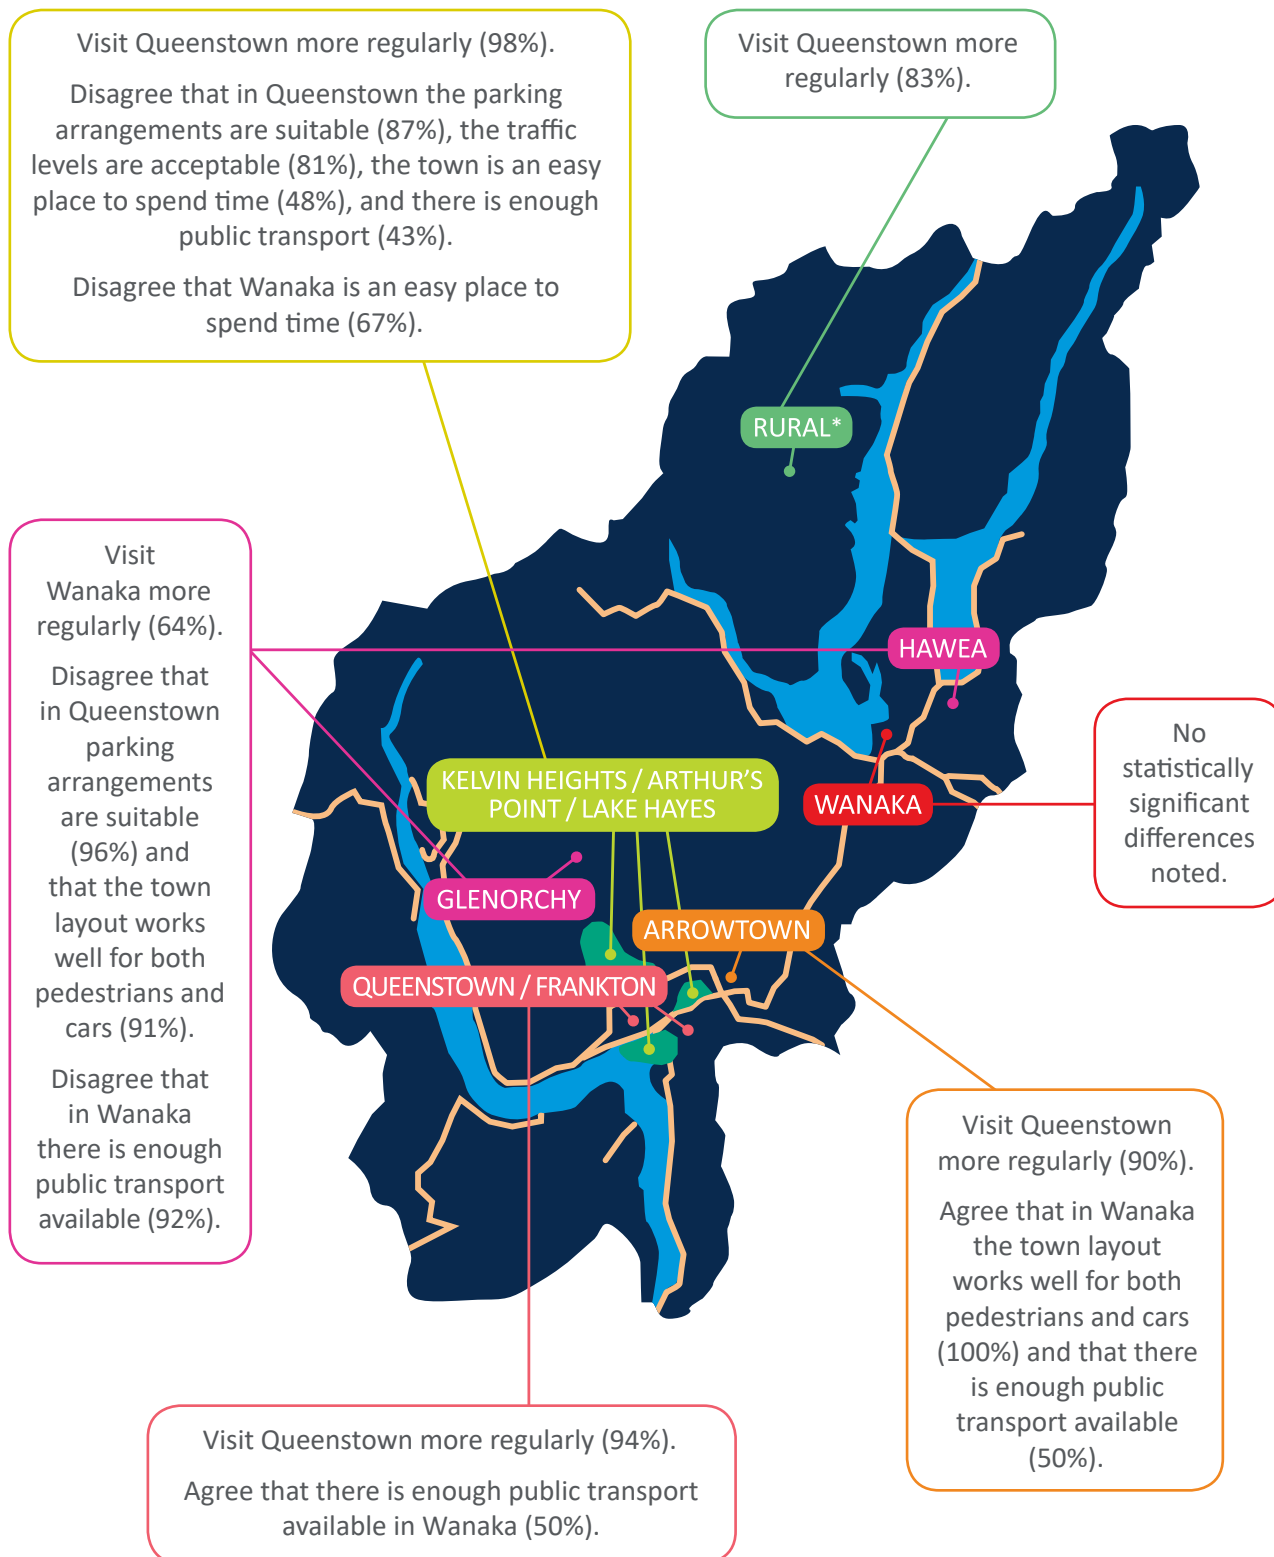 Visit Queenstown more regularly (98%).
Disagree that in Queenstown the parking
arrangements are suitable (87%), the traffic
levels are acceptable (81%), the town is an easy
place to spend time (48%), and there is enough
public transport (43%).
Disagree that Wanaka is an easy place to
spend time (67%).
Visit Queenstown more
regularly (83%).
RURAL*
Visit
Wanaka more
regularly (64%).
Disagree that
in Queenstown
parking
arrangements
are suitable
(96%) and
that the town
layout works
well for both
pedestrians and
cars (91%).
Disagree that
in Wanaka
there is enough
public transport
available (92%).
HAWEA
No
statistically
significant
differences
noted.
KELVIN HEIGHTS / ARTHUR'S
POINT / LAKE HAYES
WANAKA
GLENORCHY
ARROWTOWN
QUEENSTOWN / FRANKTON
Visit Queenstown
more regularly (90%).
Agree that in Wanaka
the town layout
works well for both
pedestrians and cars
(100%) and that there
is enough public
transport available
(50%).
Visit Queenstown more regularly (94%).
Agree that there is enough public transport
available in Wanaka (50%).